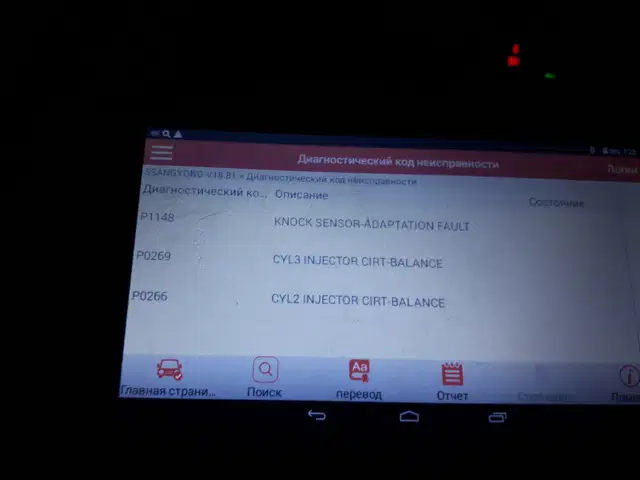 Диагностический код неисправности
SSANGYONG V18.81 > Диагностический код неисправности
Диагностический ко... Описание Состояние
P1148 KNOCK SENSOR-ADAPTATION FAULT
P0269 CYL3 INJECTOR CIRT-BALANCE
P0266 CYL2 INJECTOR CIRT-BALANCE
Главная страни... Поиск перевод Отчет
Aa